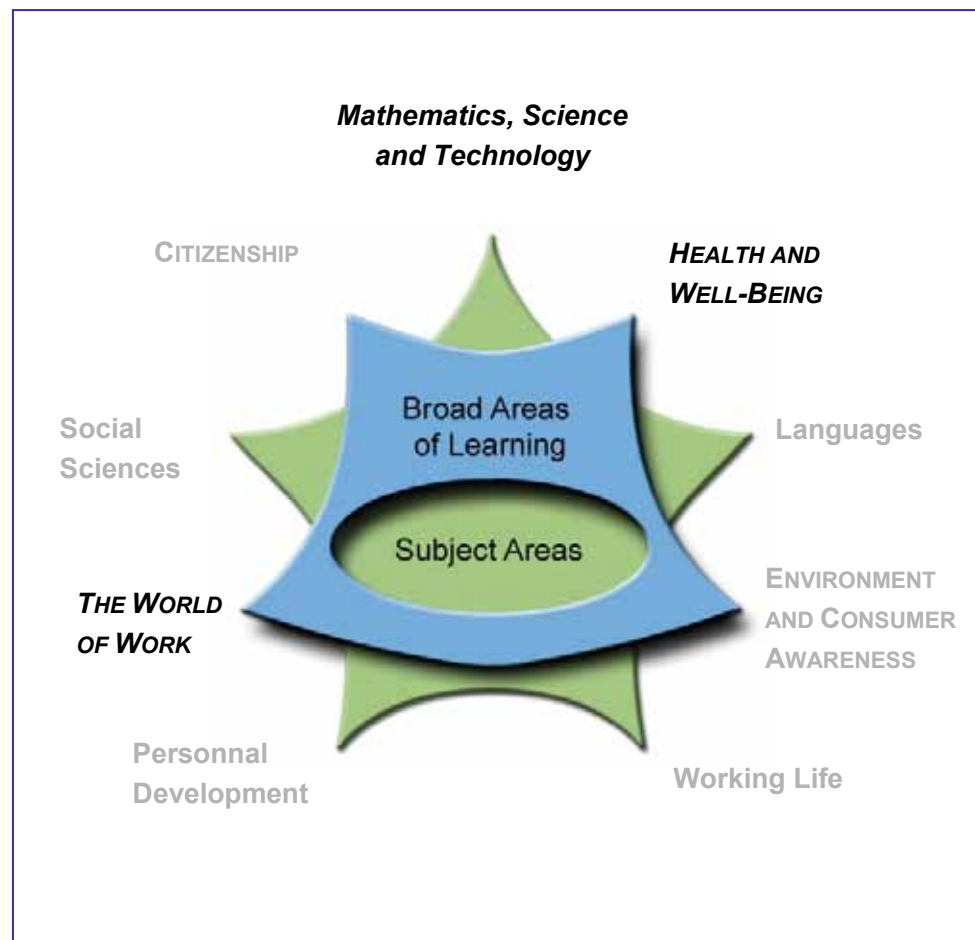 Mathematics, Science
and Technology
CITIZENSHIP
HEALTH AND
WELL-BEING
Broad Areas
of Learning
Social
Sciences
Languages
Subject Areas
THE WORLD
OF WORK
ENVIRONMENT
AND CONSUMER
AWARENESS
Personnal
Development
Working Life